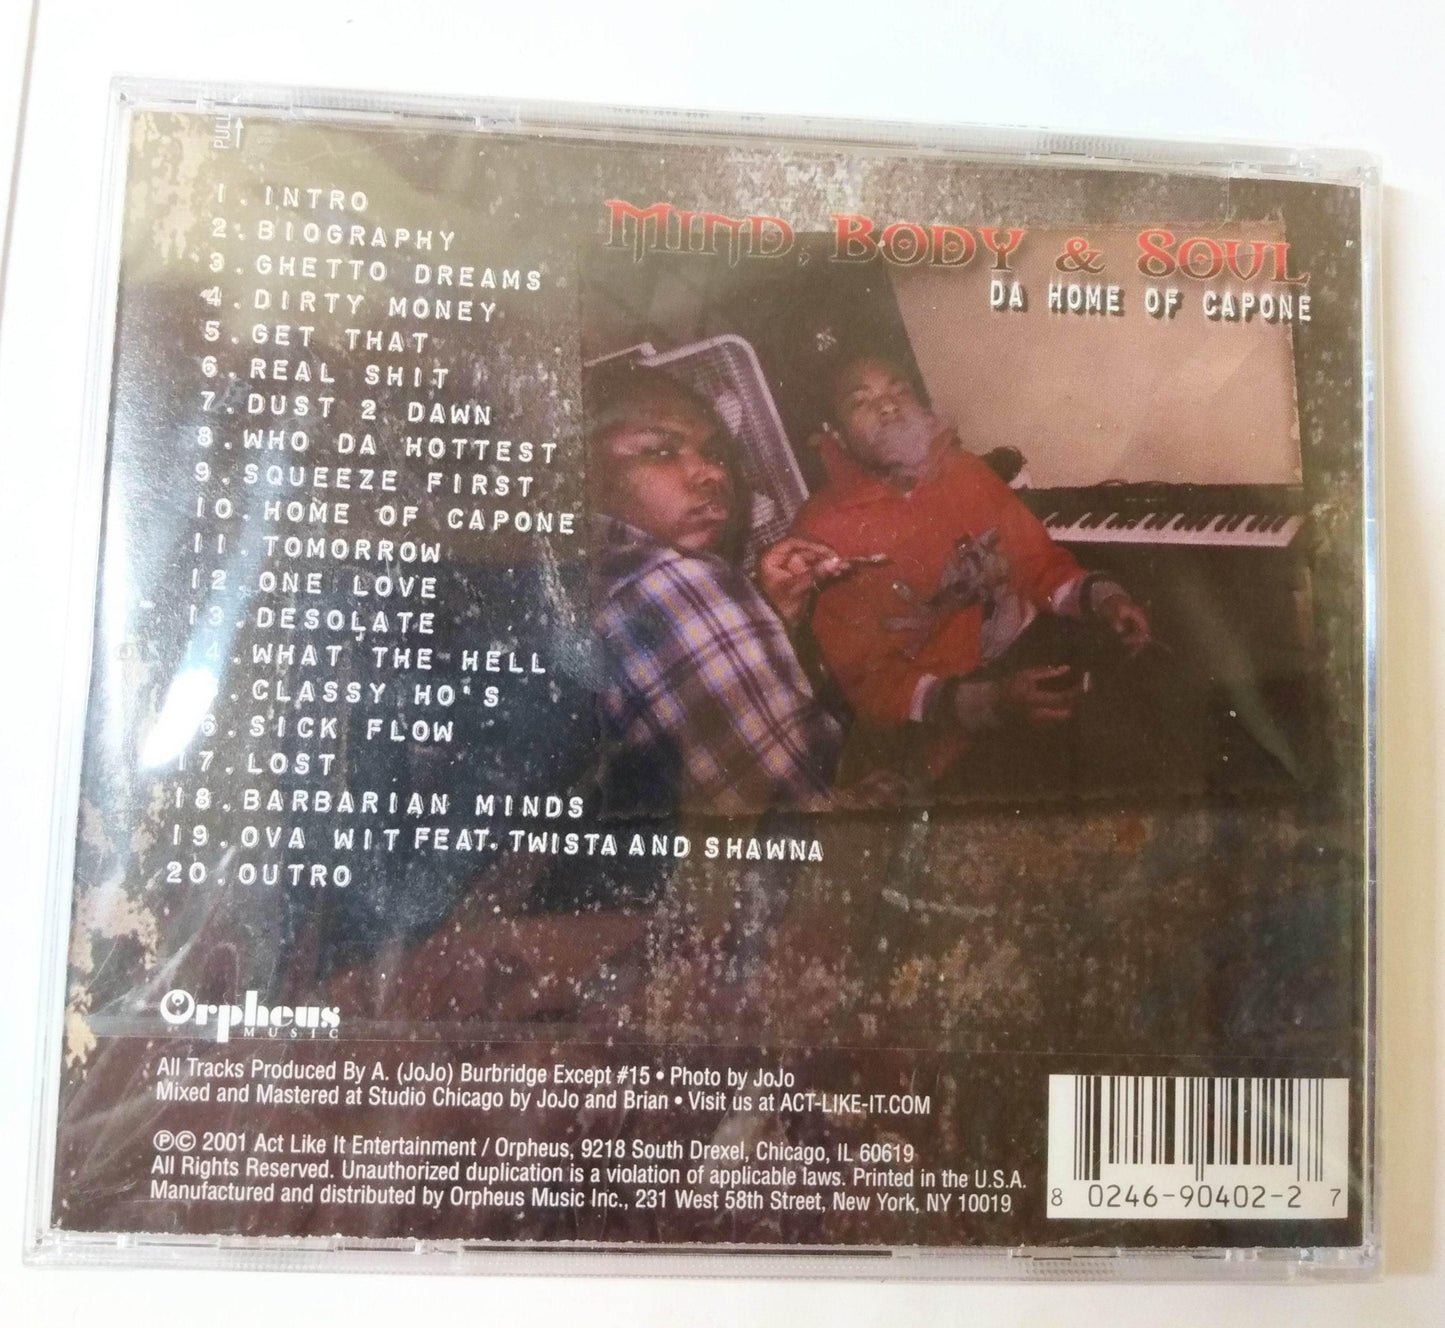 PULL
1. INTRO
2. BIOGRAPHY
3. GHETTO DREAMS
4. DIRTY MONEY
5. GET THAT
6. REAL SHIT
7. DUST 2 DAWN
8. WHO DA HOTTEST
9. SQUEEZE FIRST
10. HOME OF CAPONE
11. TOMORROW
12. ONE LOVE
13. DESOLATE
14. WHAT THE HELL
. CLASSY HO'S
6. SICK FLOW
17. LOST
18. BARBARIAN MINDS
19. OVA WIT FEAT. TWISTA AND SHAWNA
20. OUTRO
MIND, BODY & SOUL
DA HOME OF CAPONE
Orpheus
MUSIC
All Tracks Produced By A. (JoJo) Burbridge Except #15 • Photo by JoJo
Mixed and Mastered at Studio Chicago by JoJo and Brian • Visit us at ACT-LIKE-IT.COM
℗© 2001 Act Like It Entertainment / Orpheus, 9218 South Drexel, Chicago, IL 60619
All Rights Reserved. Unauthorized duplication is a violation of applicable laws. Printed in the U.S.A.
Manufactured and distributed by Orpheus Music Inc., 231 West 58th Street, New York, NY 10019
8 0246-90402-2 7